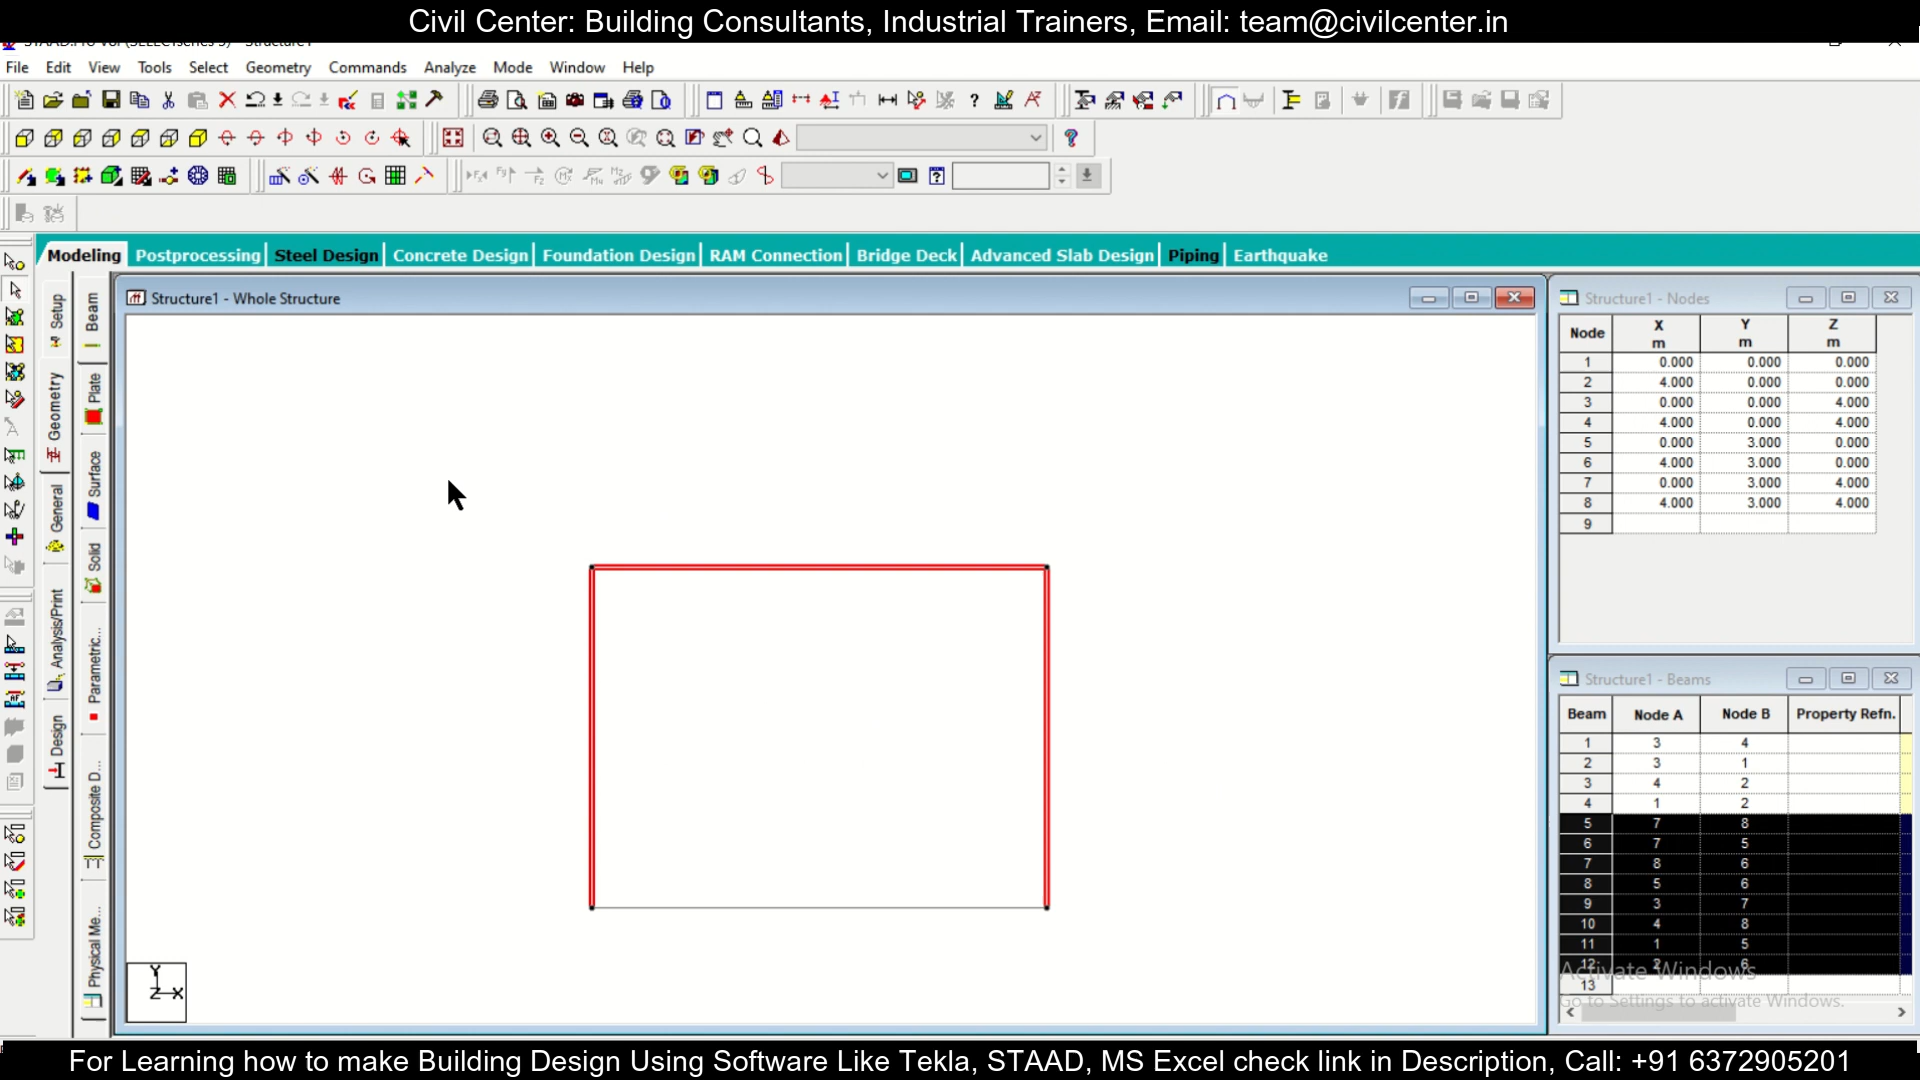 Civil Center: Building Consultants, Industrial Trainers, Email: team@civilcenter.in
File Edit View Tools Select Geometry Commands Analyze Mode Window Help
Modeling Postprocessing Steel Design Concrete Design Foundation Design RAM Connection Bridge Deck Advanced Slab Design Piping Earthquake
Setup
Geometry
General
Analysis/Print
Design
Beam
Plate
Surface
Solid
Parametric...
Composite D...
Physical Me...
Structure1 - Whole Structure
Y
Z X
Structure1 - Nodes
Node X m Y m Z m
1 0.000 0.000 0.000
2 4.000 0.000 0.000
3 0.000 0.000 4.000
4 4.000 0.000 4.000
5 0.000 3.000 0.000
6 4.000 3.000 0.000
7 0.000 3.000 4.000
8 4.000 3.000 4.000
9
Structure1 - Beams
Beam Node A Node B Property Refn.
1 3 4
2 3 1
3 4 2
4 1 2
5 7 8
6 7 5
7 8 6
8 5 6
9 3 7
10 4 8
11 1 5
12 2 6
13
Activate Windows
Go to Settings to activate Windows.
For Learning how to make Building Design Using Software Like Tekla, STAAD, MS Excel check link in Description, Call: +91 6372905201